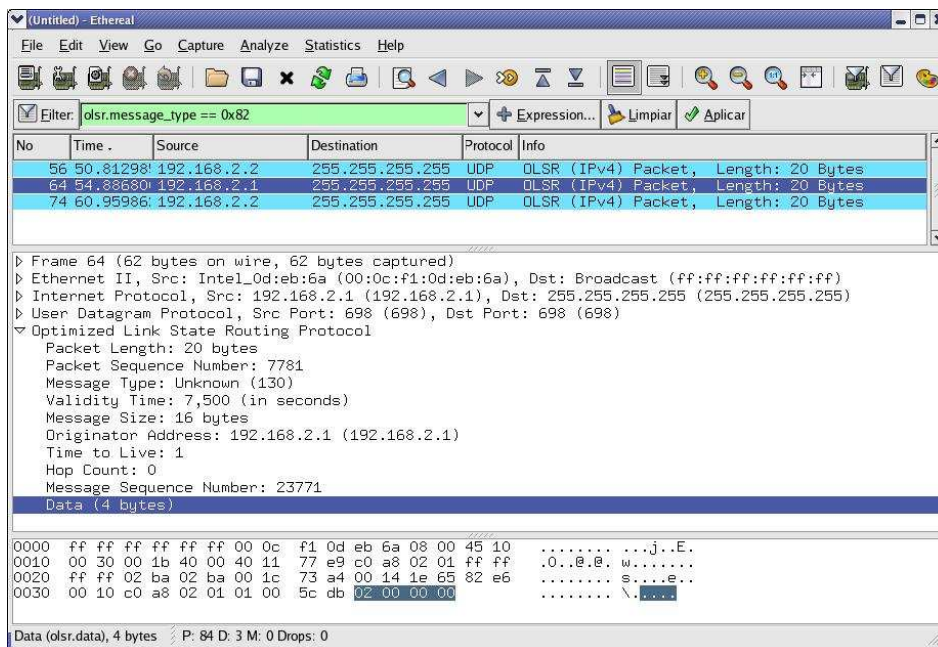 (Untitled) - Ethereal
File Edit View Go Capture Analyze Statistics Help
Filter: olsr.message_type == 0x82 Expression... Limpiar Aplicar
No Time . Source Destination Protocol Info
56 50.81298 192.168.2.2 255.255.255.255 UDP OLSR (IPv4) Packet, Length: 20 Bytes
64 54.88680 192.168.2.1 255.255.255.255 UDP OLSR (IPv4) Packet, Length: 20 Bytes
74 60.95986 192.168.2.2 255.255.255.255 UDP OLSR (IPv4) Packet, Length: 20 Bytes
Frame 64 (62 bytes on wire, 62 bytes captured)
Ethernet II, Src: Intel_0d:eb:6a (00:0c:f1:0d:eb:6a), Dst: Broadcast (ff:ff:ff:ff:ff:ff)
Internet Protocol, Src: 192.168.2.1 (192.168.2.1), Dst: 255.255.255.255 (255.255.255.255)
User Datagram Protocol, Src Port: 698 (698), Dst Port: 698 (698)
Optimized Link State Routing Protocol
Packet Length: 20 bytes
Packet Sequence Number: 7781
Message Type: Unknown (130)
Validity Time: 7,500 (in seconds)
Message Size: 16 bytes
Originator Address: 192.168.2.1 (192.168.2.1)
Time to Live: 1
Hop Count: 0
Message Sequence Number: 23771
Data (4 bytes)
0000 ff ff ff ff ff ff 00 0c f1 0d eb 6a 08 00 45 10 ........ ...j..E.
0010 00 30 00 1b 40 00 40 11 77 e9 c0 a8 02 01 ff ff .0..@.@. w.......
0020 ff ff 02 ba 02 ba 00 1c 73 a4 00 14 1e 65 82 e6 ........ s....e..
0030 00 10 c0 a8 02 01 01 00 5c db 02 00 00 00 ........ \.....
Data (olsr.data), 4 bytes P: 84 D: 3 M: 0 Drops: 0